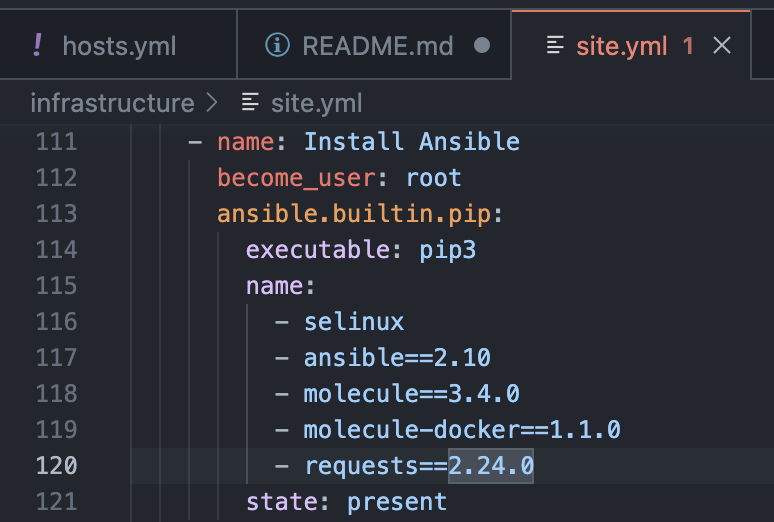 ! hosts.yml README.md site.yml 1
infrastructure > site.yml
111 - name: Install Ansible
112 become_user: root
113 ansible.builtin.pip:
114 executable: pip3
115 name:
116 - selinux
117 - ansible==2.10
118 - molecule==3.4.0
119 - molecule-docker==1.1.0
120 - requests==2.24.0
121 state: present